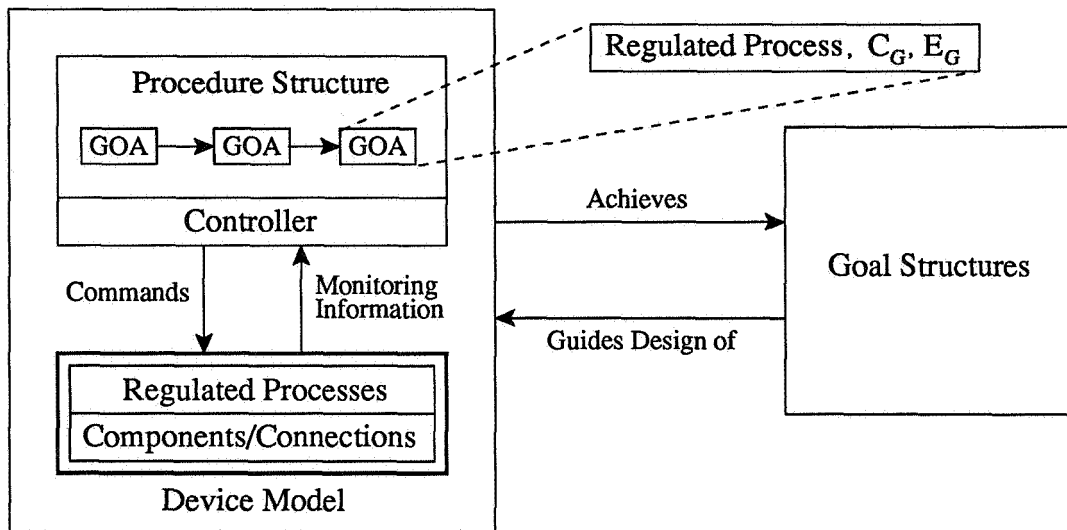 Regulated Process, C_G, E_G
Procedure Structure
GOA GOA GOA
Controller
Achieves
Goal Structures
Commands
Monitoring
Information
Guides Design of
Regulated Processes
Components/Connections
Device Model